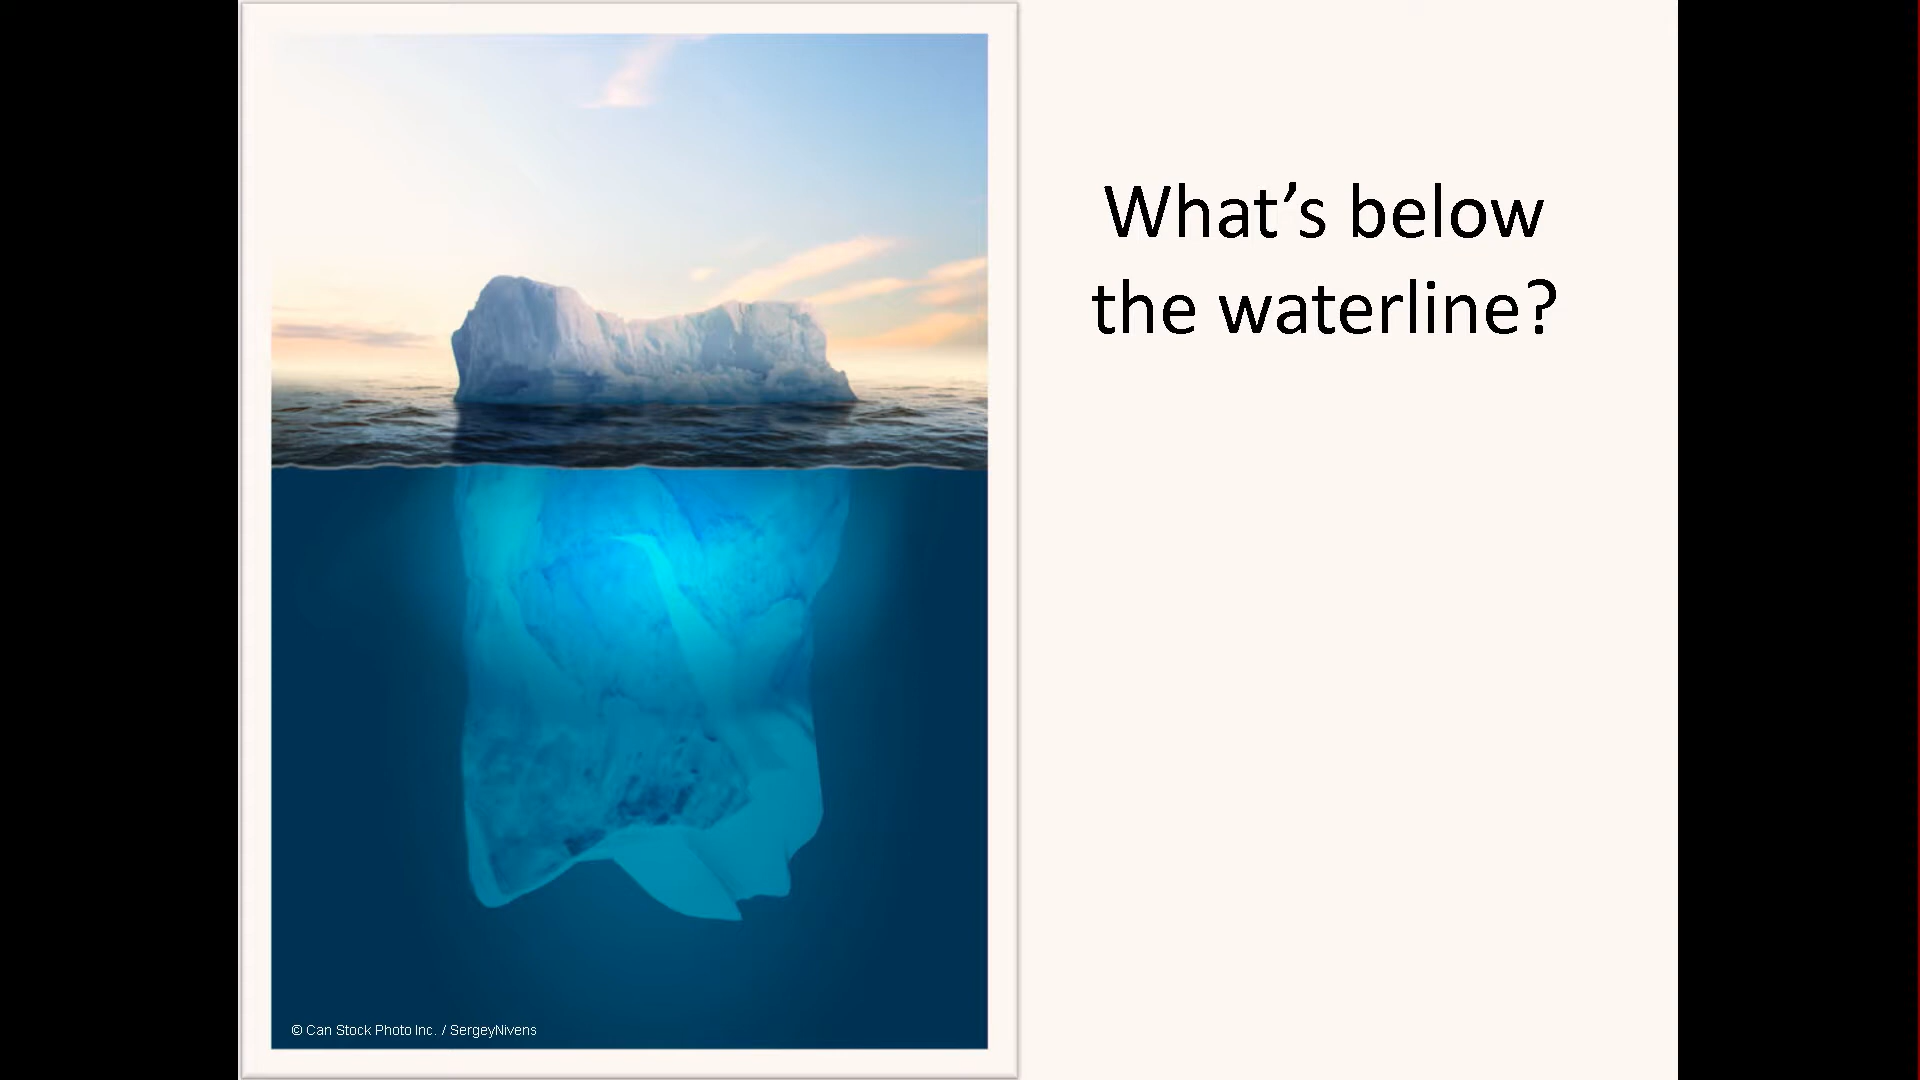 What’s below
the waterline?
© Can Stock Photo Inc. / SergeyNivens